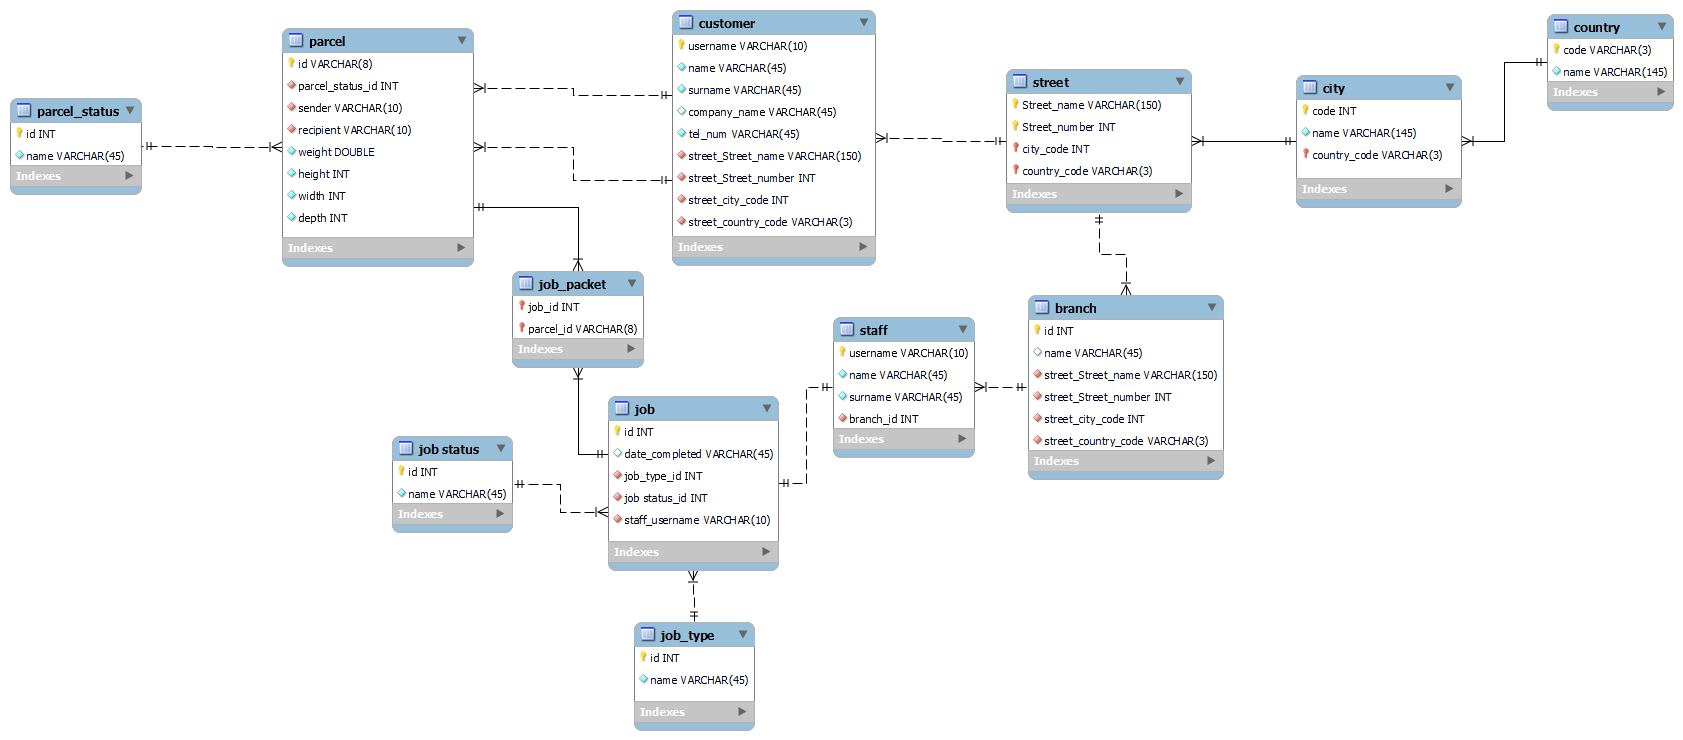 parcel_status
id INT
name VARCHAR(45)
Indexes
parcel
id VARCHAR(8)
parcel_status_id INT
sender VARCHAR(10)
recipient VARCHAR(10)
weight DOUBLE
height INT
width INT
depth INT
Indexes
customer
username VARCHAR(10)
name VARCHAR(45)
surname VARCHAR(45)
company_name VARCHAR(45)
tel_num VARCHAR(45)
street_Street_name VARCHAR(150)
street_Street_number INT
street_city_code INT
street_country_code VARCHAR(3)
Indexes
street
Street_name VARCHAR(150)
Street_number INT
city_code INT
country_code VARCHAR(3)
Indexes
city
code INT
name VARCHAR(145)
country_code VARCHAR(3)
Indexes
country
code VARCHAR(3)
name VARCHAR(145)
Indexes
job_packet
job_id INT
parcel_id VARCHAR(8)
Indexes
staff
username VARCHAR(10)
name VARCHAR(45)
surname VARCHAR(45)
branch_id INT
Indexes
branch
id INT
name VARCHAR(45)
street_Street_name VARCHAR(150)
street_Street_number INT
street_city_code INT
street_country_code VARCHAR(3)
Indexes
job status
id INT
name VARCHAR(45)
Indexes
job
id INT
date_completed VARCHAR(45)
job_type_id INT
job status_id INT
staff_username VARCHAR(10)
Indexes
job_type
id INT
name VARCHAR(45)
Indexes